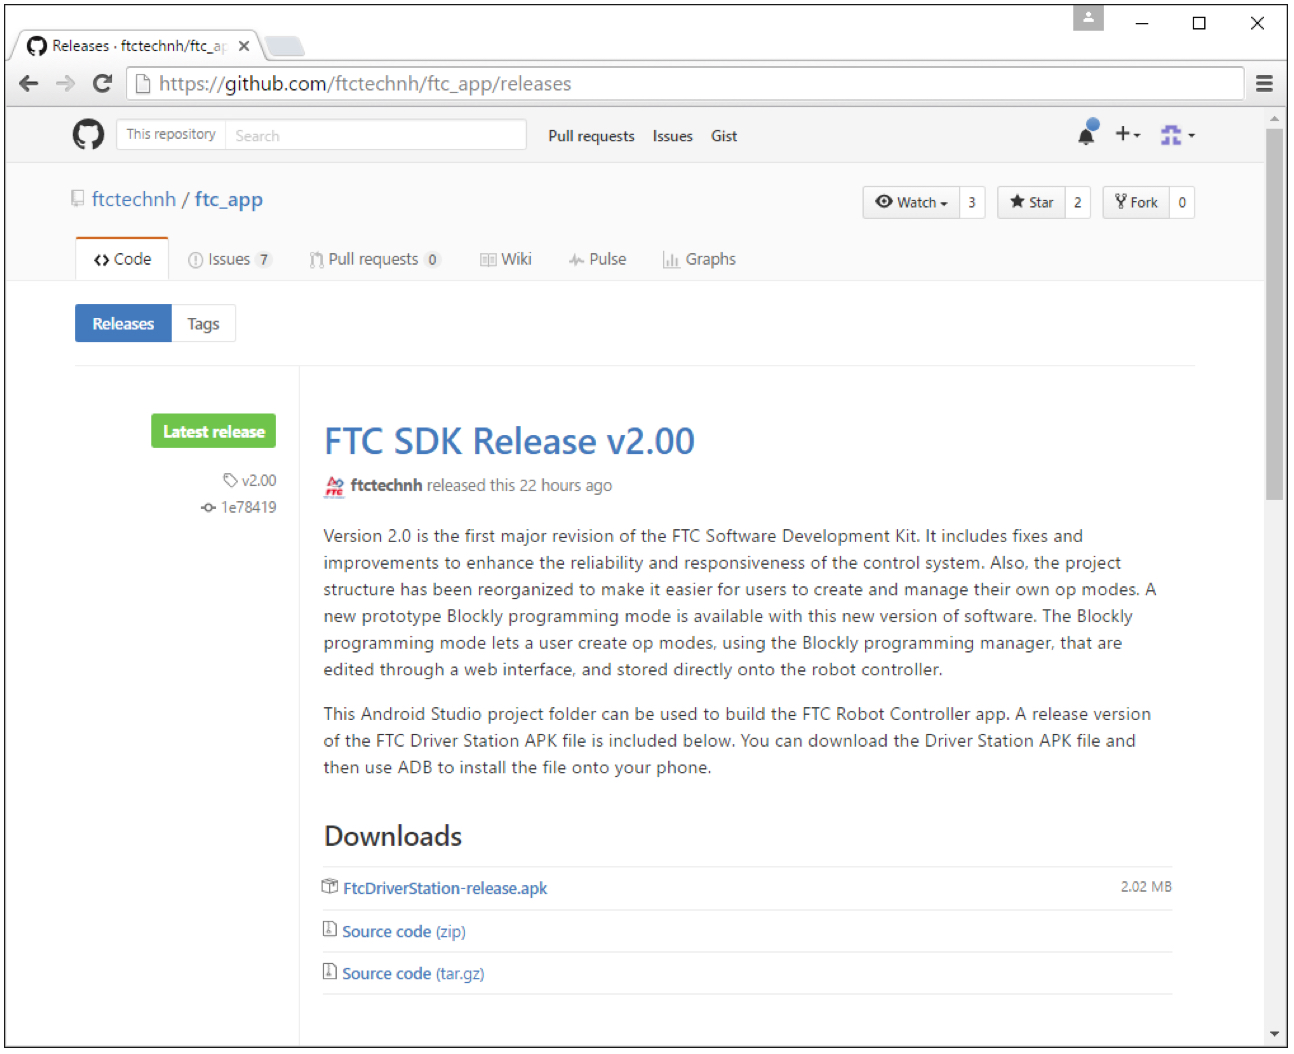 Releases · ftctechnh/ftc_ap
https://github.com/ftctechnh/ftc_app/releases
This repository Search Pull requests Issues Gist
ftctechnh / ftc_app Watch 3 Star 2 Fork 0
Code Issues 7 Pull requests 0 Wiki Pulse Graphs
Releases Tags
Latest release
v2.00
1e78419
FTC SDK Release v2.00
FTC ftctechnh released this 22 hours ago
Version 2.0 is the first major revision of the FTC Software Development Kit. It includes fixes and
improvements to enhance the reliability and responsiveness of the control system. Also, the project
structure has been reorganized to make it easier for users to create and manage their own op modes. A
new prototype Blockly programming mode is available with this new version of software. The Blockly
programming mode lets a user create op modes, using the Blockly programming manager, that are
edited through a web interface, and stored directly onto the robot controller.
This Android Studio project folder can be used to build the FTC Robot Controller app. A release version
of the FTC Driver Station APK file is included below. You can download the Driver Station APK file and
then use ADB to install the file onto your phone.
Downloads
FtcDriverStation-release.apk 2.02 MB
Source code (zip)
Source code (tar.gz)